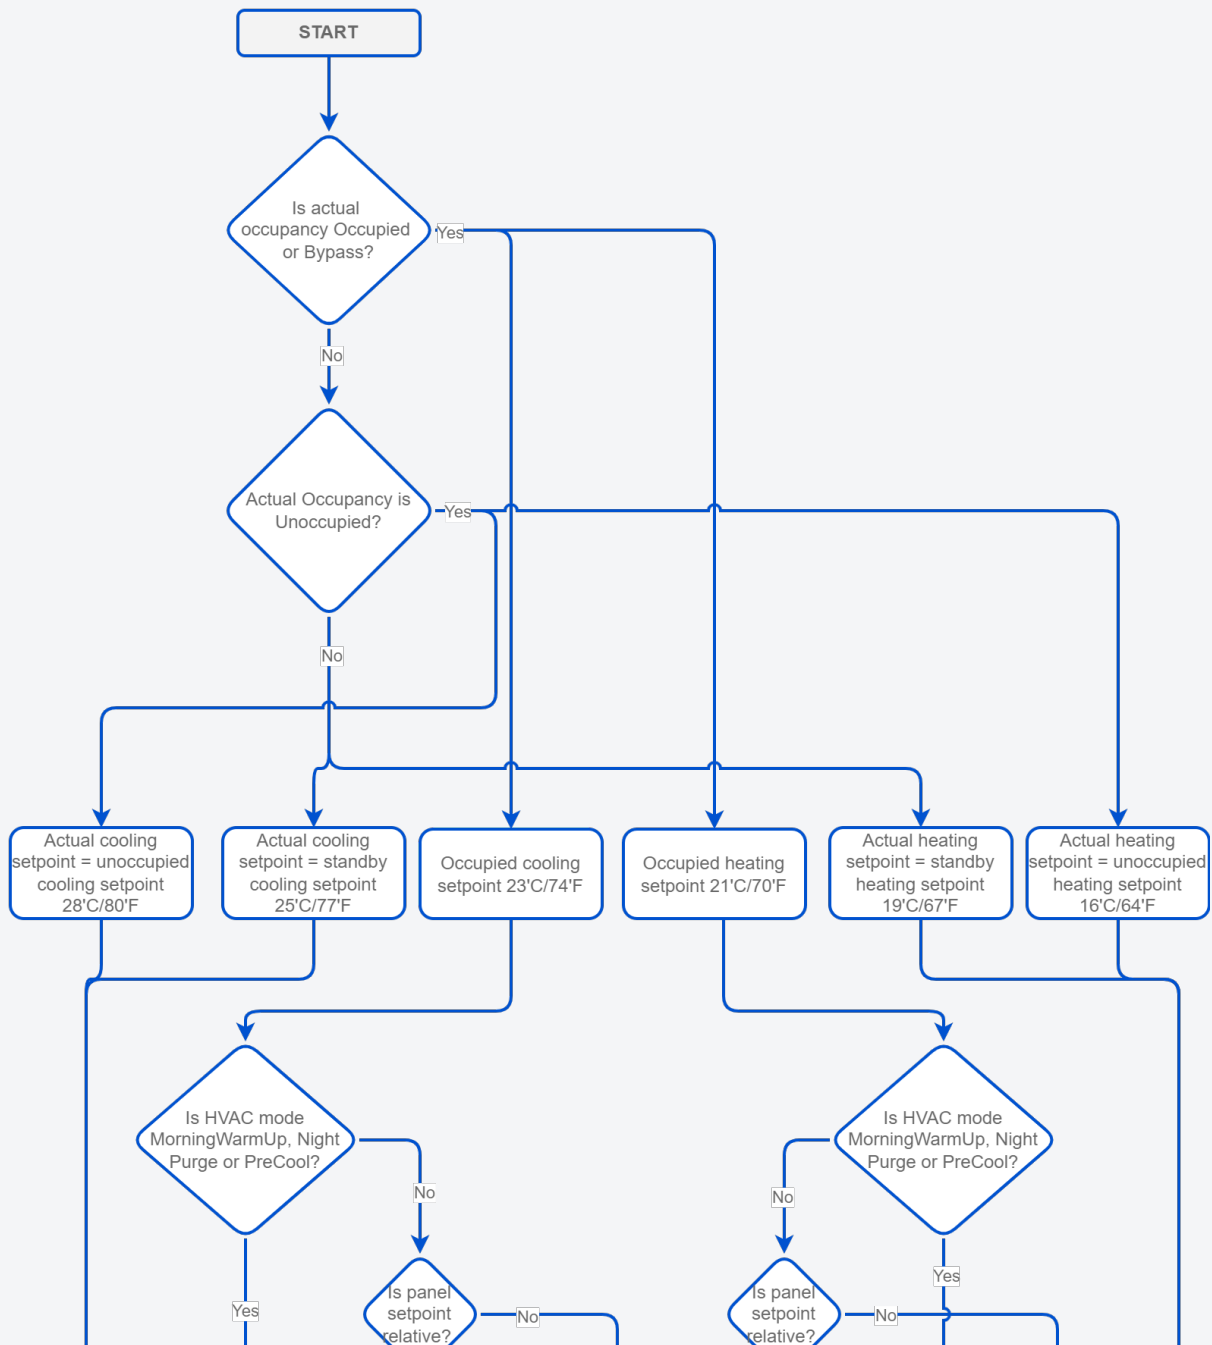 START
Is actual
occupancy Occupied
or Bypass?
Yes
No
Actual Occupancy is
Unoccupied?
Yes
No
Actual cooling
setpoint = unoccupied
cooling setpoint
28'C/80'F
Actual cooling
setpoint = standby
cooling setpoint
25'C/77'F
Occupied cooling
setpoint 23'C/74'F
Occupied heating
setpoint 21'C/70'F
Actual heating
setpoint = standby
heating setpoint
19'C/67'F
Actual heating
setpoint = unoccupied
heating setpoint
16'C/64'F
Is HVAC mode
MorningWarmUp, Night
Purge or PreCool?
No
Yes
Is panel
setpoint
relative?
No
Is HVAC mode
MorningWarmUp, Night
Purge or PreCool?
No
Yes
Is panel
setpoint
relative?
No